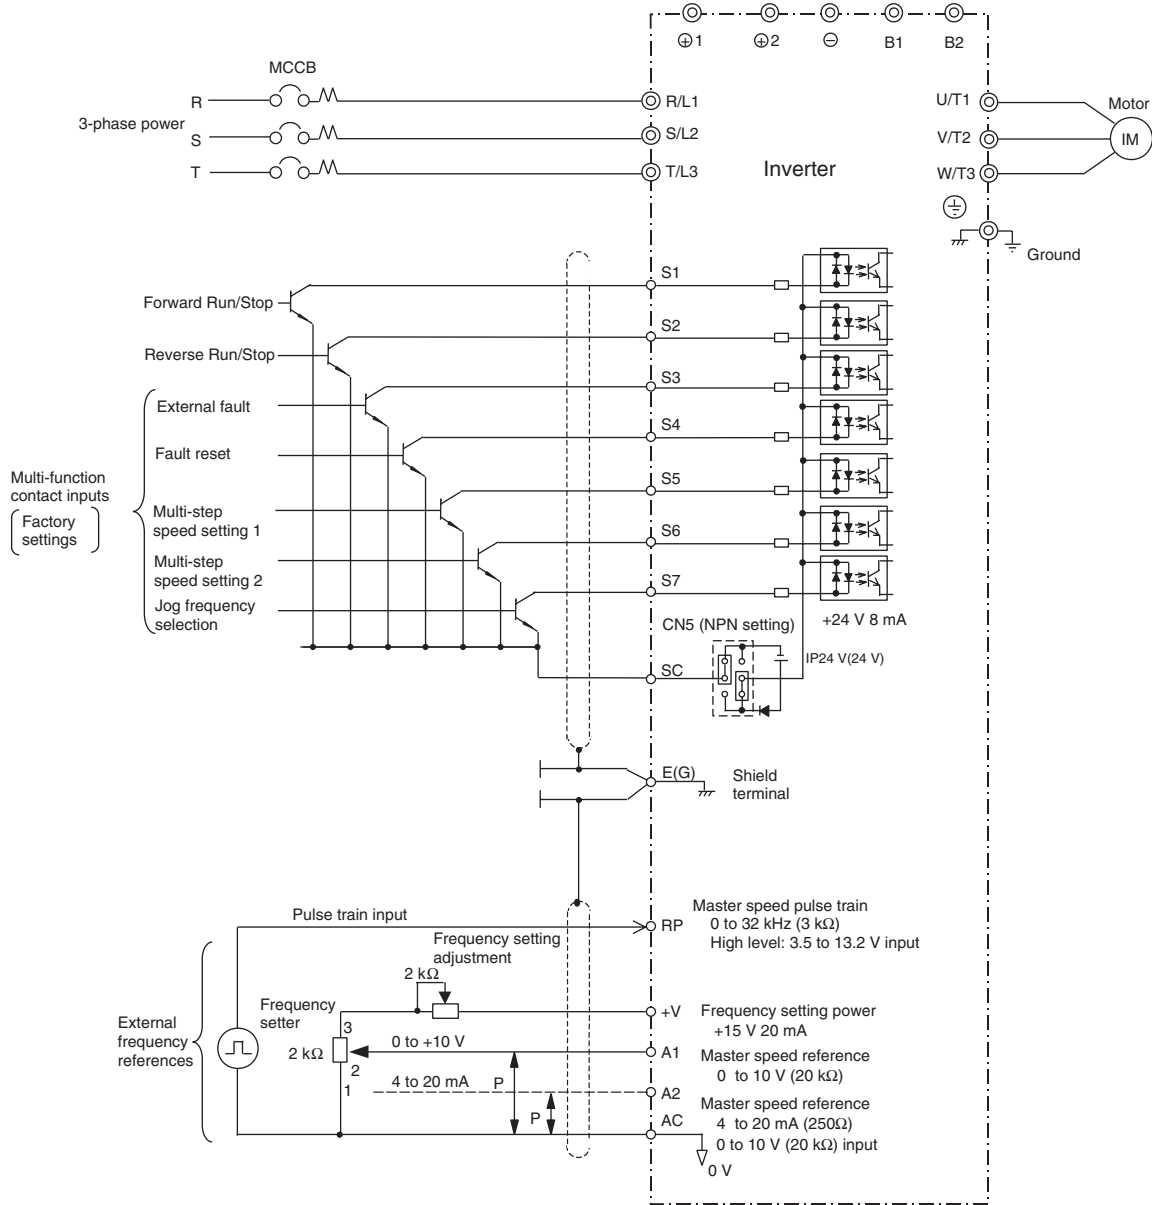 ⊕1
⊕2
⊖
B1
B2
MCCB
R
3-phase power
S
T
R/L1
S/L2
T/L3
Inverter
U/T1
V/T2
W/T3
Motor
IM
Ground
Forward Run/Stop
S1
Reverse Run/Stop
S2
External fault
S3
Fault reset
S4
Multi-function
contact inputs
Factory
settings
Multi-step
speed setting 1
S5
Multi-step
speed setting 2
S6
Jog frequency
selection
S7
+24 V 8 mA
CN5 (NPN setting)
IP24 V(24 V)
SC
E(G)
Shield
terminal
Pulse train input
RP
Master speed pulse train
0 to 32 kHz (3 kΩ)
High level: 3.5 to 13.2 V input
Frequency setting
adjustment
2 kΩ
External
frequency
references
Frequency
setter
3
2 kΩ
2
1
0 to +10 V
4 to 20 mA
P
P
+V
Frequency setting power
+15 V 20 mA
A1
Master speed reference
0 to 10 V (20 kΩ)
A2
Master speed reference
4 to 20 mA (250Ω)
0 to 10 V (20 kΩ) input
AC
0 V